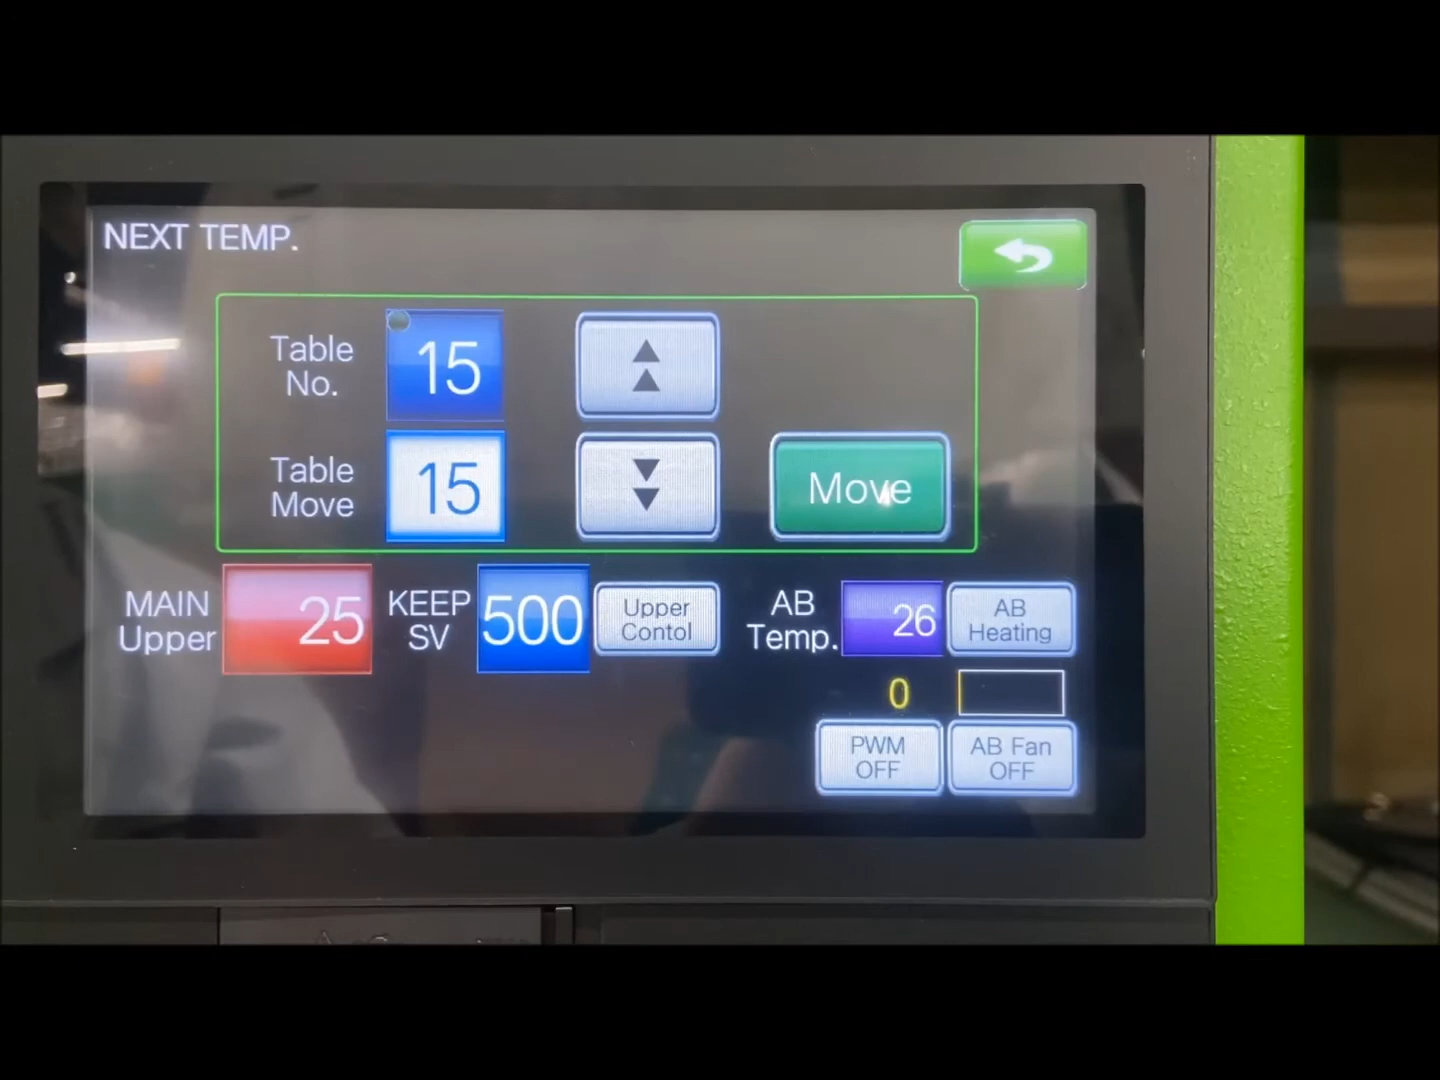 NEXT TEMP.
Table
No.
15
Table
Move
15
Move
MAIN
Upper
25
KEEP
SV
500
Upper
Contol
AB
Temp.
26
AB
Heating
0
PWM
OFF
AB Fan
OFF